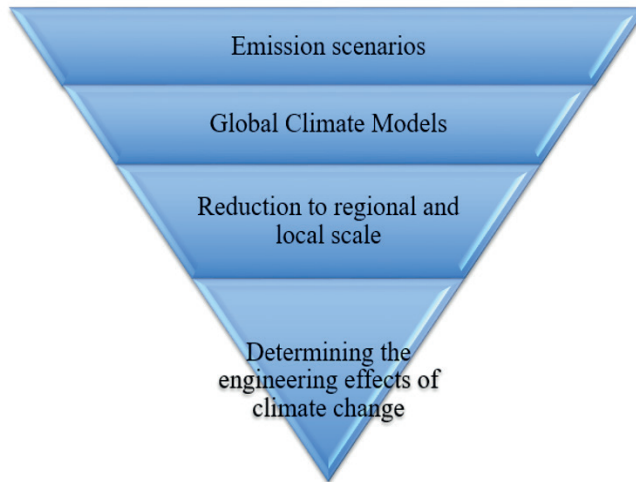 Emission scenarios
Global Climate Models
Reduction to regional and
local scale
Determining the
engineering effects of
climate change